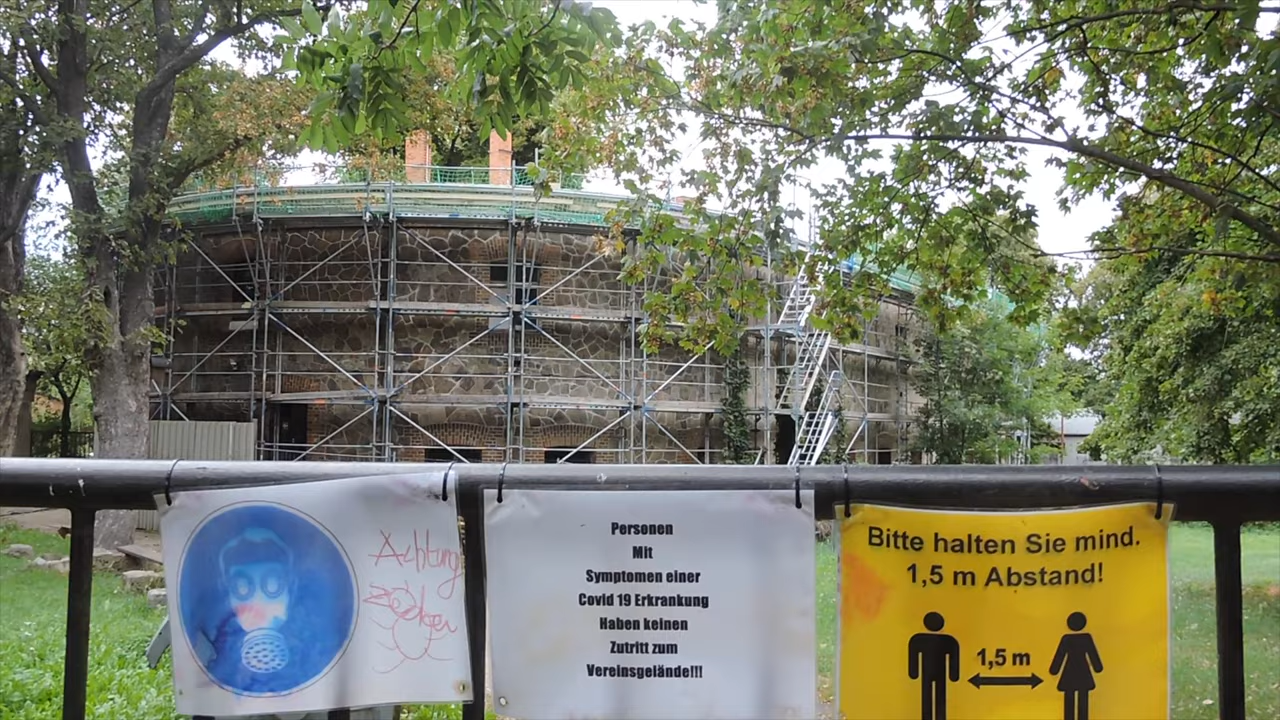 Achtung
Zecken
Personen
Mit
Symptomen einer
Covid 19 Erkrankung
Haben keinen
Zutritt zum
Vereinsgelände!!!
Bitte halten Sie mind.
1,5 m Abstand!
1,5 m